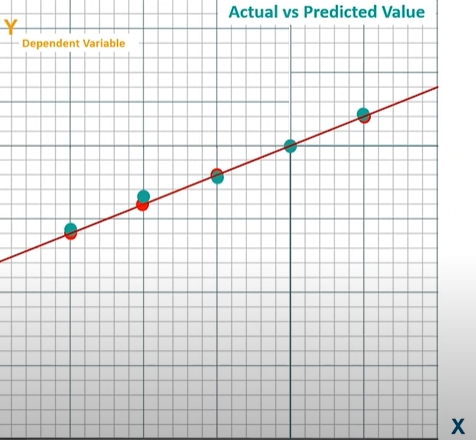 Actual vs Predicted Value
Y
Dependent Variable
X